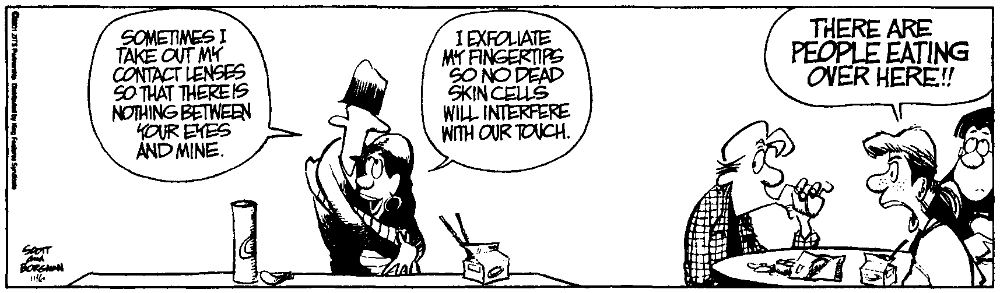 ©2011 ZITS Partnership Distributed by King Features Syndicate
SOMETIMES I
TAKE OUT MY
CONTACT LENSES
SO THAT THERE IS
NOTHING BETWEEN
YOUR EYES
AND MINE.
I EXFOLIATE
MY FINGERTIPS
SO NO DEAD
SKIN CELLS
WILL INTERFERE
WITH OUR TOUCH.
THERE ARE
PEOPLE EATING
OVER HERE!!
SCOTT
AND
BORGMAN
11/6